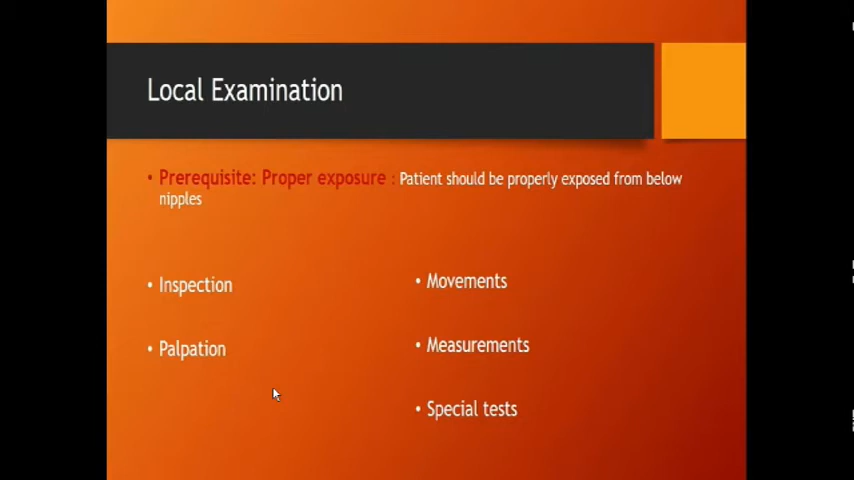 Local Examination
• Prerequisite: Proper exposure : Patient should be properly exposed from below
nipples
• Inspection
• Palpation
• Movements
• Measurements
• Special tests